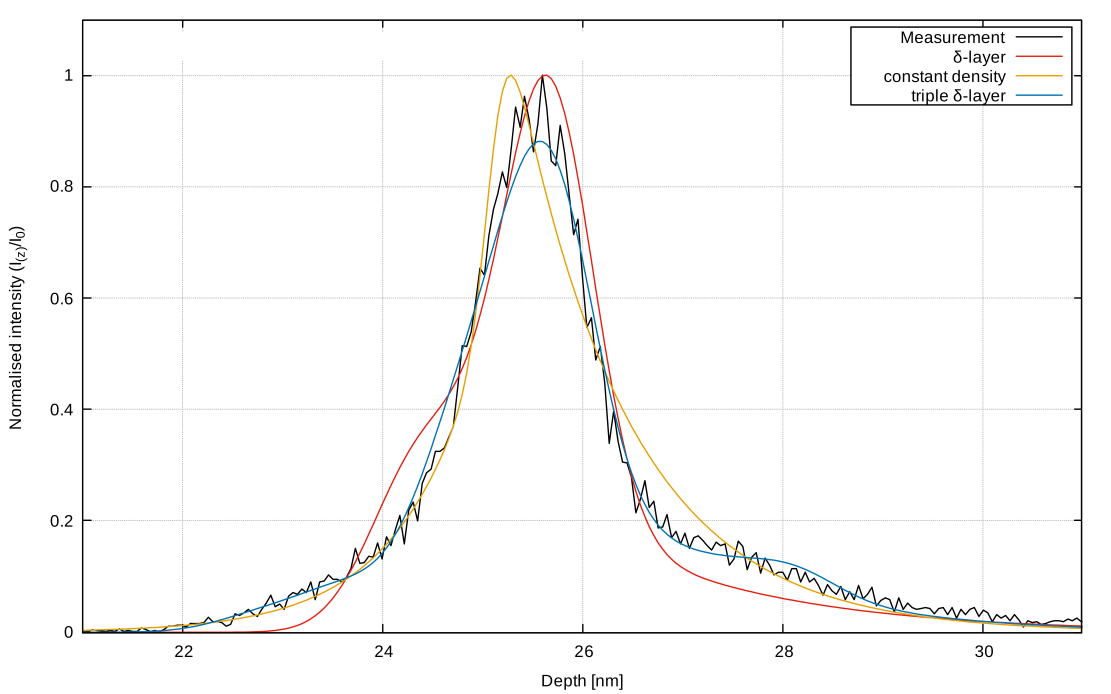 Measurement
δ-layer
constant density
triple δ-layer
1
0.8
0.6
0.4
0.2
0
22 24 26 28 30
Normalised intensity (I(z)/I0)
Depth [nm]